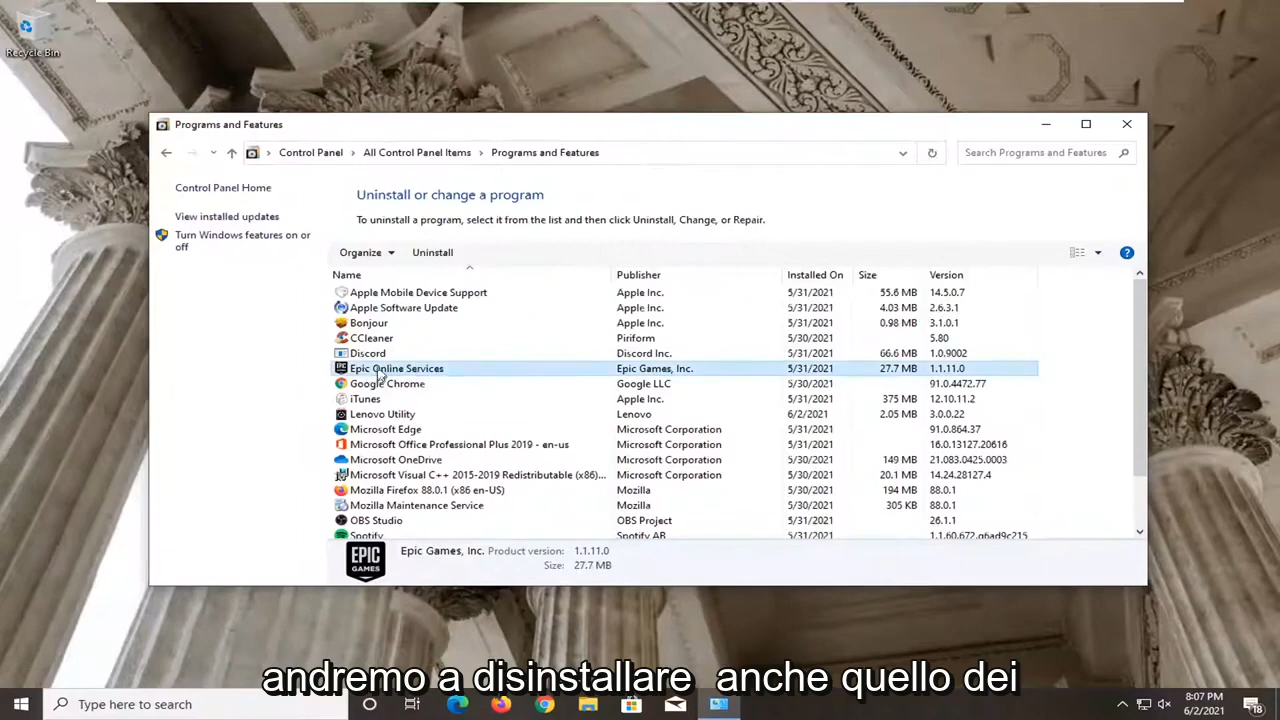 Recycle Bin
Programs and Features
Control Panel > All Control Panel Items > Programs and Features
Search Programs and Features
Control Panel Home
View installed updates
Turn Windows features on or
off
Uninstall or change a program
To uninstall a program, select it from the list and then click Uninstall, Change, or Repair.
Organize Uninstall
Name Publisher Installed On Size Version
Apple Mobile Device Support Apple Inc. 5/31/2021 55.6 MB 14.5.0.7
Apple Software Update Apple Inc. 5/31/2021 4.03 MB 2.6.3.1
Bonjour Apple Inc. 5/31/2021 0.98 MB 3.1.0.1
CCleaner Piriform 5/30/2021 5.80
Discord Discord Inc. 5/31/2021 66.6 MB 1.0.9002
Epic Online Services Epic Games, Inc. 5/31/2021 27.7 MB 1.1.11.0
Google Chrome Google LLC 5/30/2021 91.0.4472.77
iTunes Apple Inc. 5/31/2021 375 MB 12.10.11.2
Lenovo Utility Lenovo 6/2/2021 2.05 MB 3.0.0.22
Microsoft Edge Microsoft Corporation 5/31/2021 91.0.864.37
Microsoft Office Professional Plus 2019 - en-us Microsoft Corporation 5/31/2021 16.0.13127.20616
Microsoft OneDrive Microsoft Corporation 5/30/2021 149 MB 21.083.0425.0003
Microsoft Visual C++ 2015-2019 Redistributable (x86)... Microsoft Corporation 5/30/2021 20.1 MB 14.24.28127.4
Mozilla Firefox 88.0.1 (x86 en-US) Mozilla 5/30/2021 194 MB 88.0.1
Mozilla Maintenance Service Mozilla 5/30/2021 305 KB 88.0.1
OBS Studio OBS Project 5/31/2021 26.1.1
Spotify Spotify AB 5/31/2021 1.1.60.672.g6ad9c215
EPIC GAMES
Epic Games, Inc. Product version: 1.1.11.0
Size: 27.7 MB
andremo a disinstallare anche quello dei
Type here to search
8:07 PM
6/2/2021
18